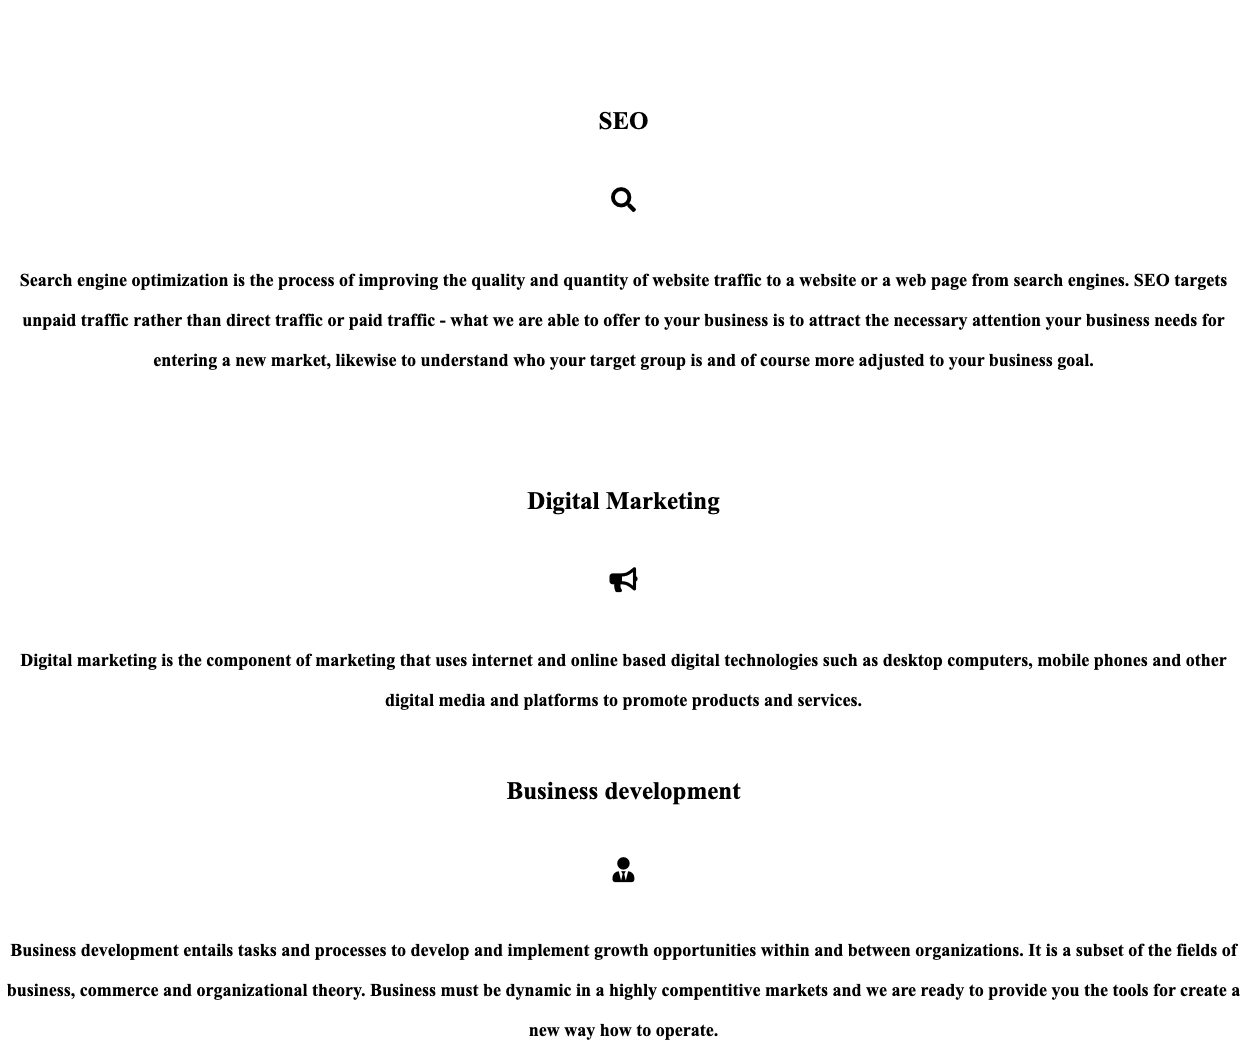 SEO
Search engine optimization is the process of improving the quality and quantity of website traffic to a website or a web page from search engines. SEO targets
unpaid traffic rather than direct traffic or paid traffic - what we are able to offer to your business is to attract the necessary attention your business needs for
entering a new market, likewise to understand who your target group is and of course more adjusted to your business goal.
Digital Marketing
Digital marketing is the component of marketing that uses internet and online based digital technologies such as desktop computers, mobile phones and other
digital media and platforms to promote products and services.
Business development
Business development entails tasks and processes to develop and implement growth opportunities within and between organizations. It is a subset of the fields of
business, commerce and organizational theory. Business must be dynamic in a highly compentitive markets and we are ready to provide you the tools for create a
new way how to operate.